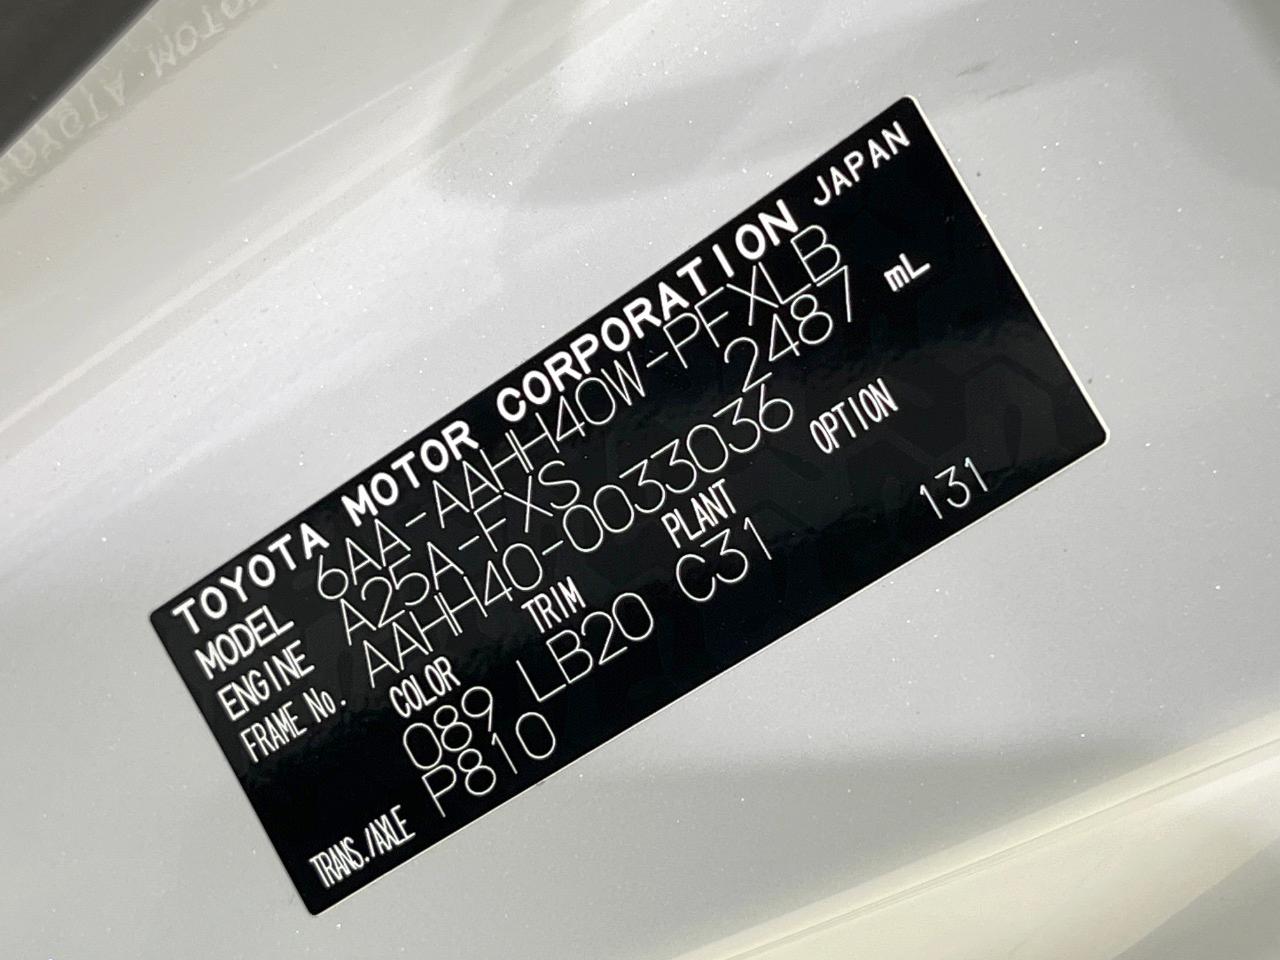 TOYOTA MOTOR CORPORATION JAPAN
MODEL 6AA-AAHH40W-PFXLB
ENGINE A25A-FXS 2487 mL
FRAME No. AAHH40-0033036
COLOR TRIM PLANT OPTION
089 LB20 C31 131
TRANS./AXLE P810